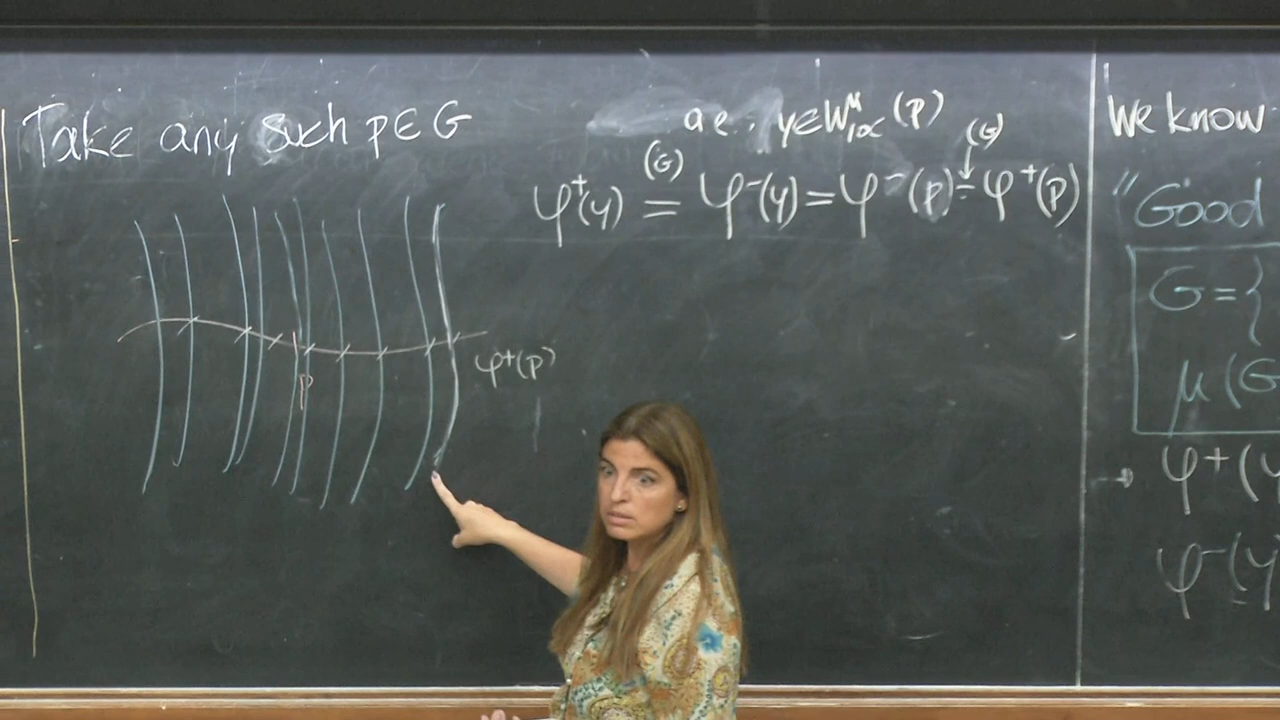 Take any such p∈G
a.e. y∈W^u_loc (p)
(G) (G)
φ⁺(y) = φ⁻(y) = φ⁻(p) = φ⁺(p)
p
φ⁺(p)
We know
"Good
G={
μ(G
→ φ+(y
φ-(y